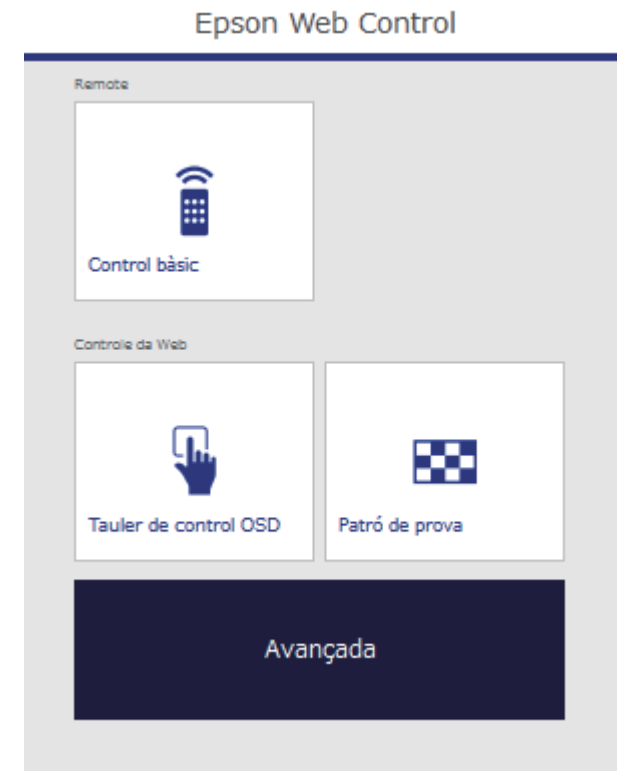 Epson Web Control
Remote
Control bàsic
Controle da Web
Tauler de control OSD
Patró de prova
Avançada